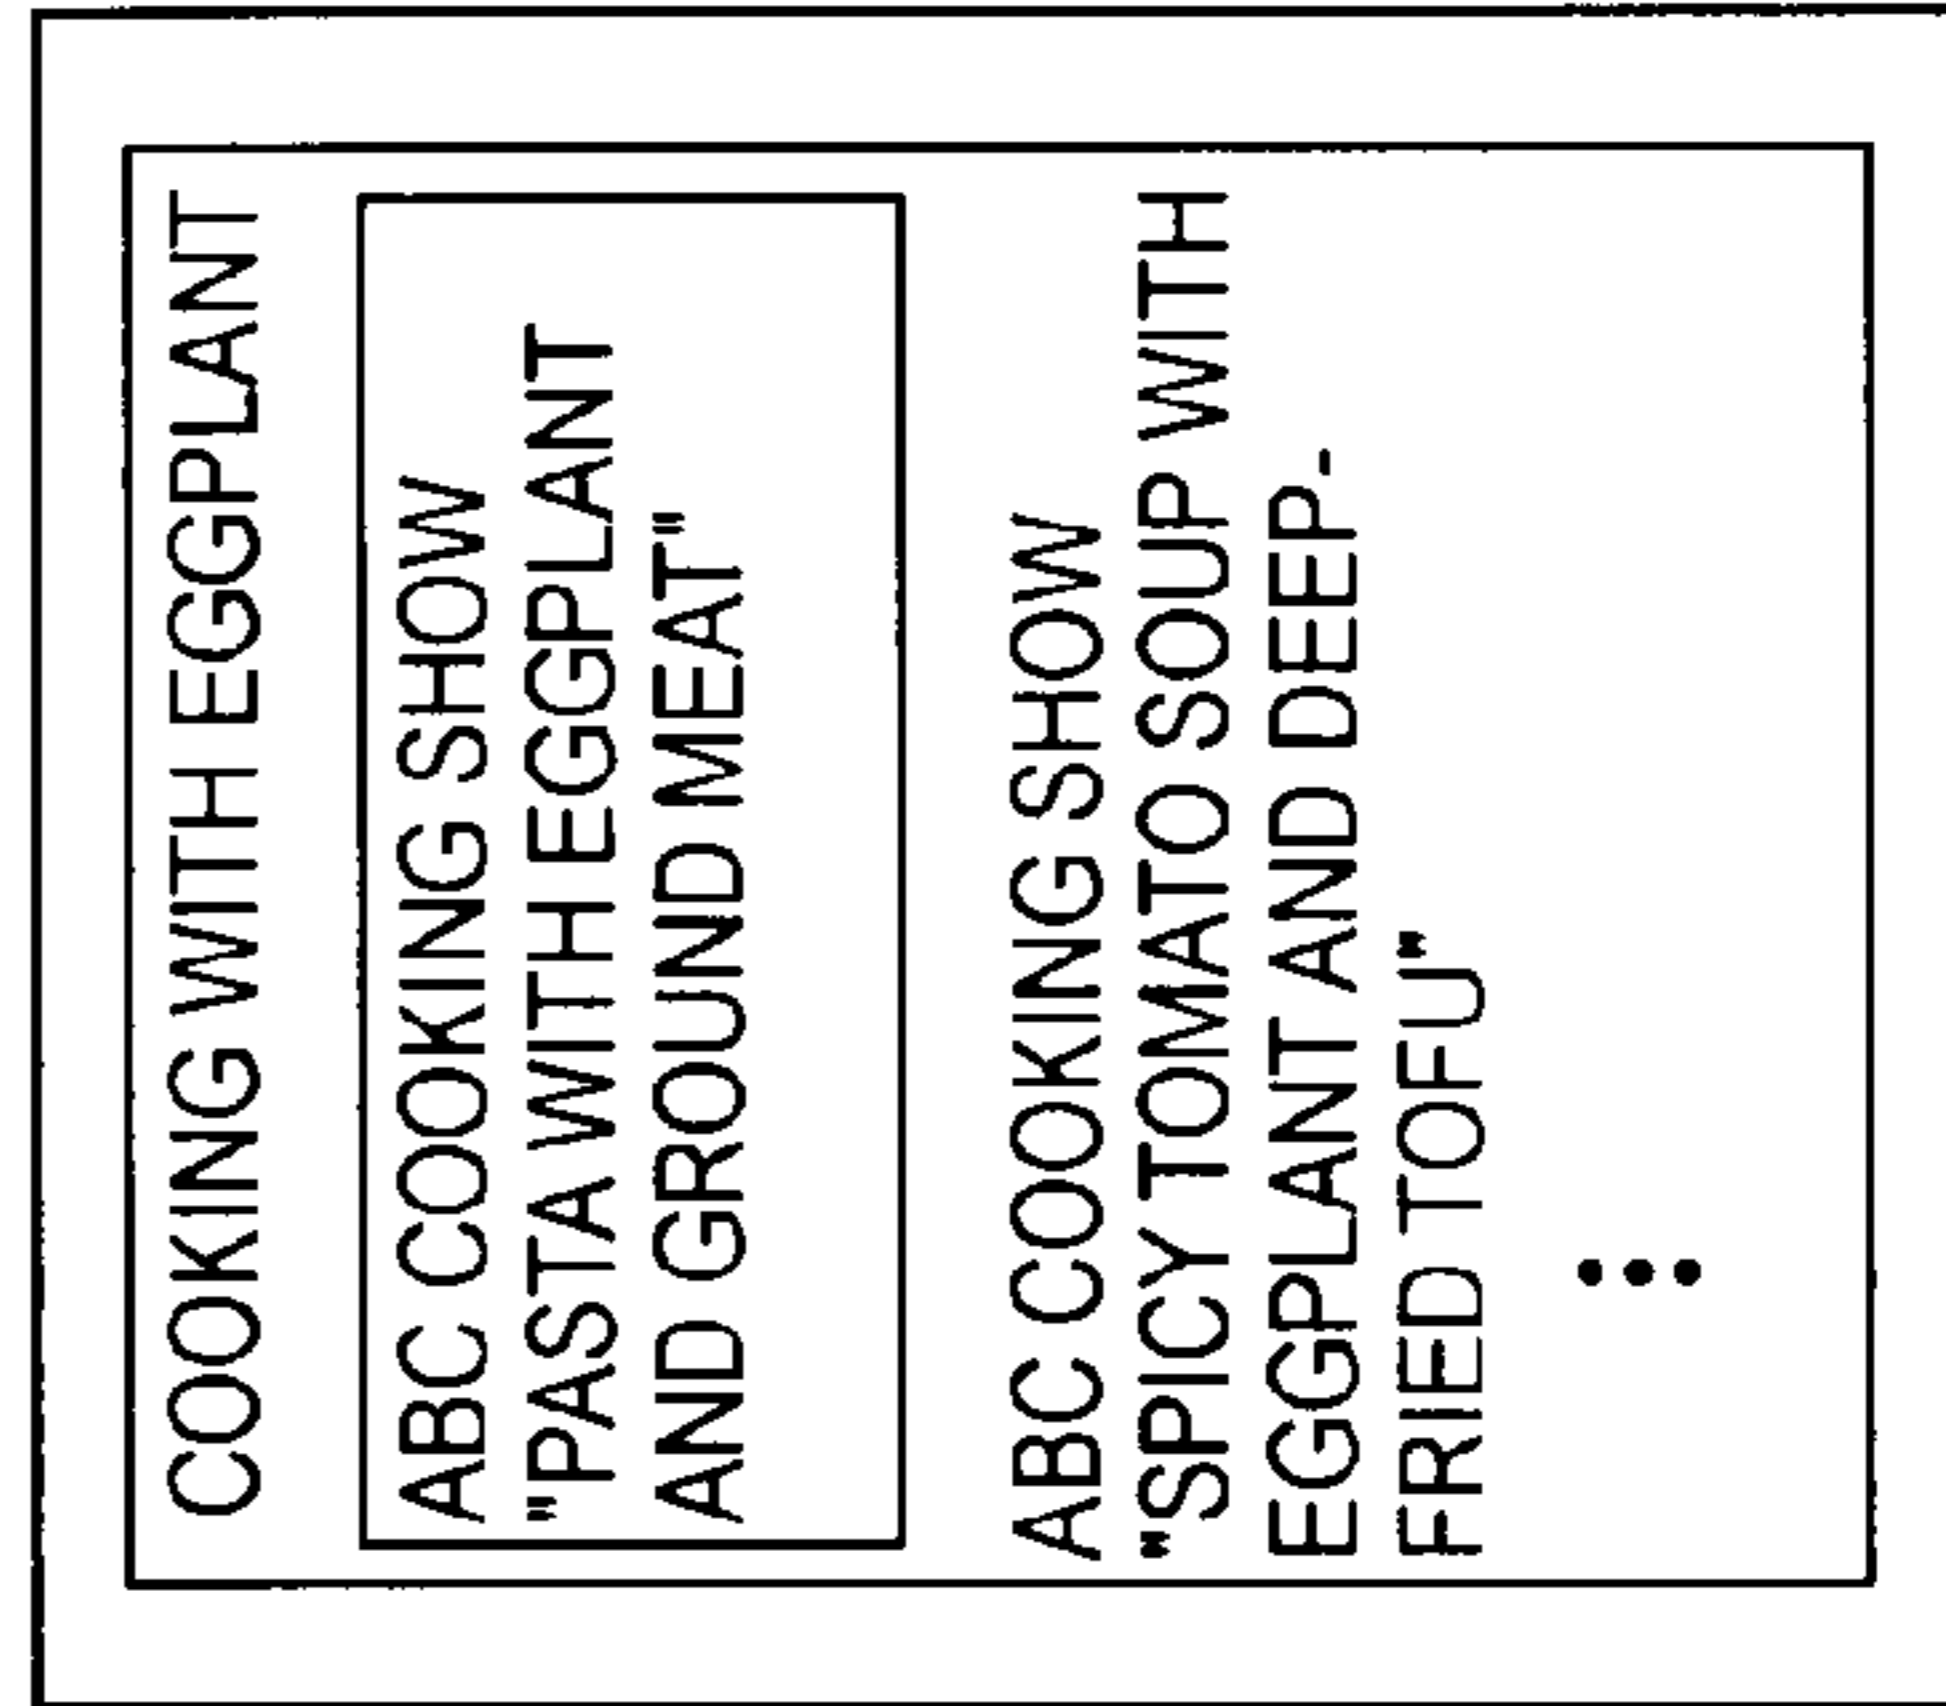 COOKING WITH EGGPLANT
ABC COOKING SHOW
"PASTA WITH EGGPLANT
AND GROUND MEAT"
ABC COOKING SHOW
"SPICY TOMATO SOUP WITH
EGGPLANT AND DEEP-
FRIED TOFU"
•••